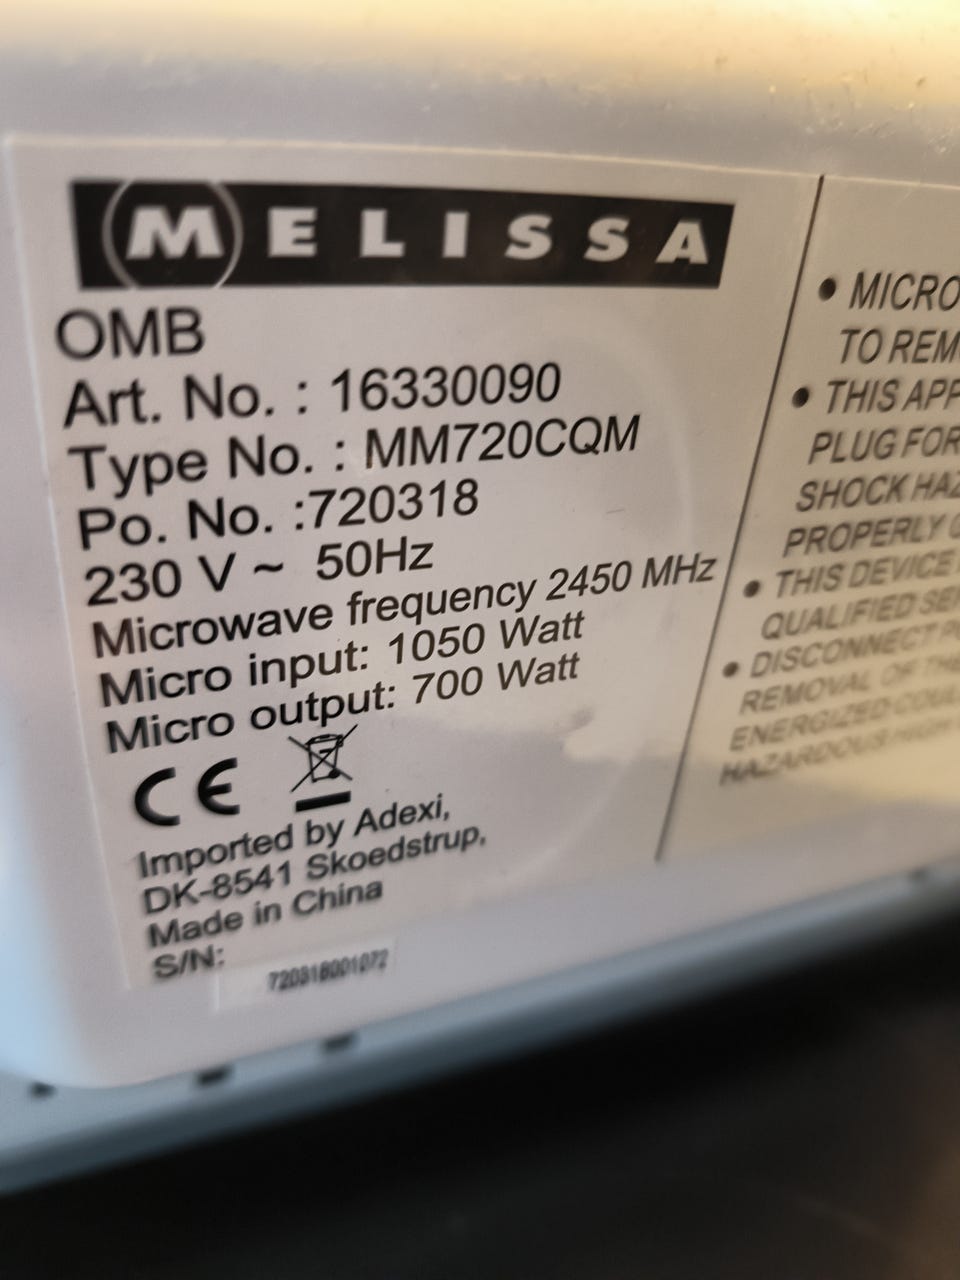 MELISSA
OMB
Art. No. : 16330090
Type No. : MM720CQM
Po. No. :720318
230 V ~ 50Hz
Microwave frequency 2450 MHz
Micro input: 1050 Watt
Micro output: 700 Watt
CE
Imported by Adexi,
DK-8541 Skoedstrup,
Made in China
S/N:
720318001072
• MICRO
TO REM
• THIS APP
PLUG FOR
SHOCK HAZ
PROPERLY
• THIS DEVICE
QUALIFIED SE
• DISCONNECT
REMOVAL OF THE
ENERGIZED COU
HAZARDOUS HIGH